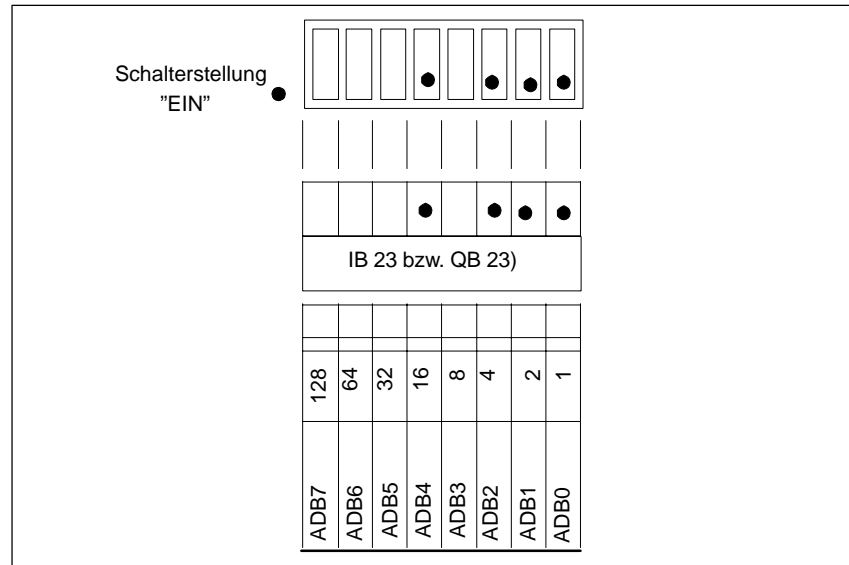 Schalterstellung
”EIN”
IB 23 bzw. QB 23)
128 64 32 16 8 4 2 1
ADB7 ADB6 ADB5 ADB4 ADB3 ADB2 ADB1 ADB0